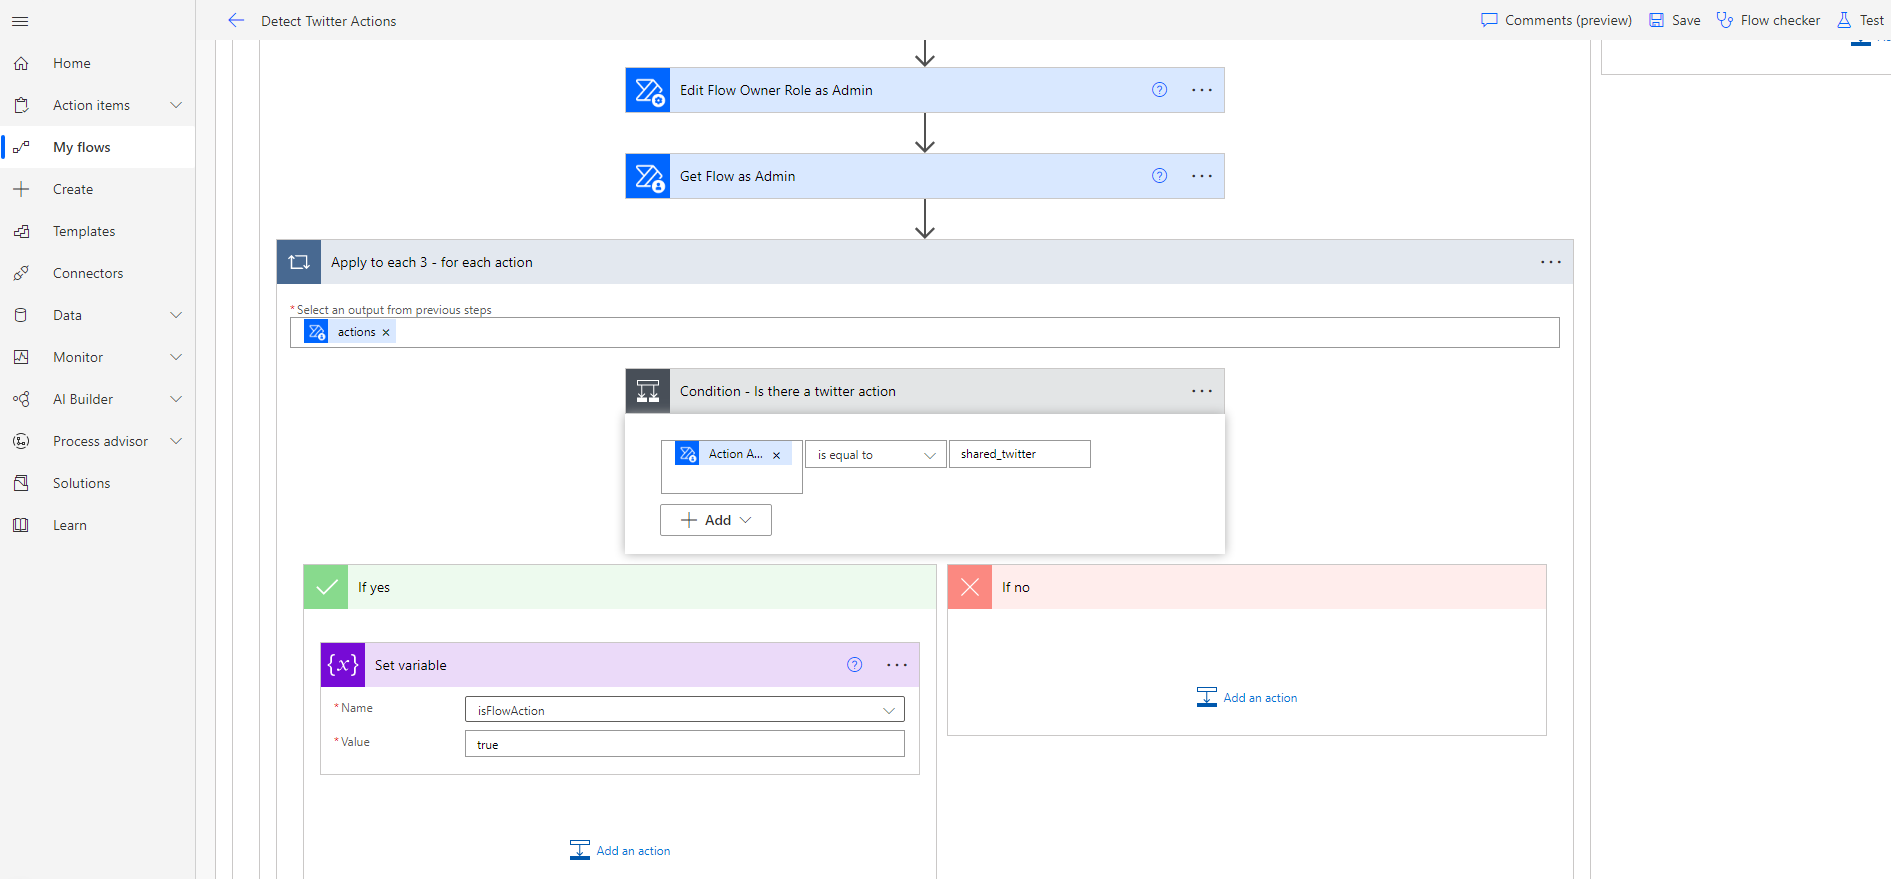 Detect Twitter Actions
Comments (preview)
Save
Flow checker
Test
Home
Action items
My flows
Create
Templates
Connectors
Data
Monitor
AI Builder
Process advisor
Solutions
Learn
Edit Flow Owner Role as Admin
Get Flow as Admin
Apply to each 3 - for each action
* Select an output from previous steps
actions
Condition - Is there a twitter action
Action A...
is equal to
shared_twitter
Add
If yes
Set variable
* Name
isFlowAction
* Value
true
Add an action
If no
Add an action